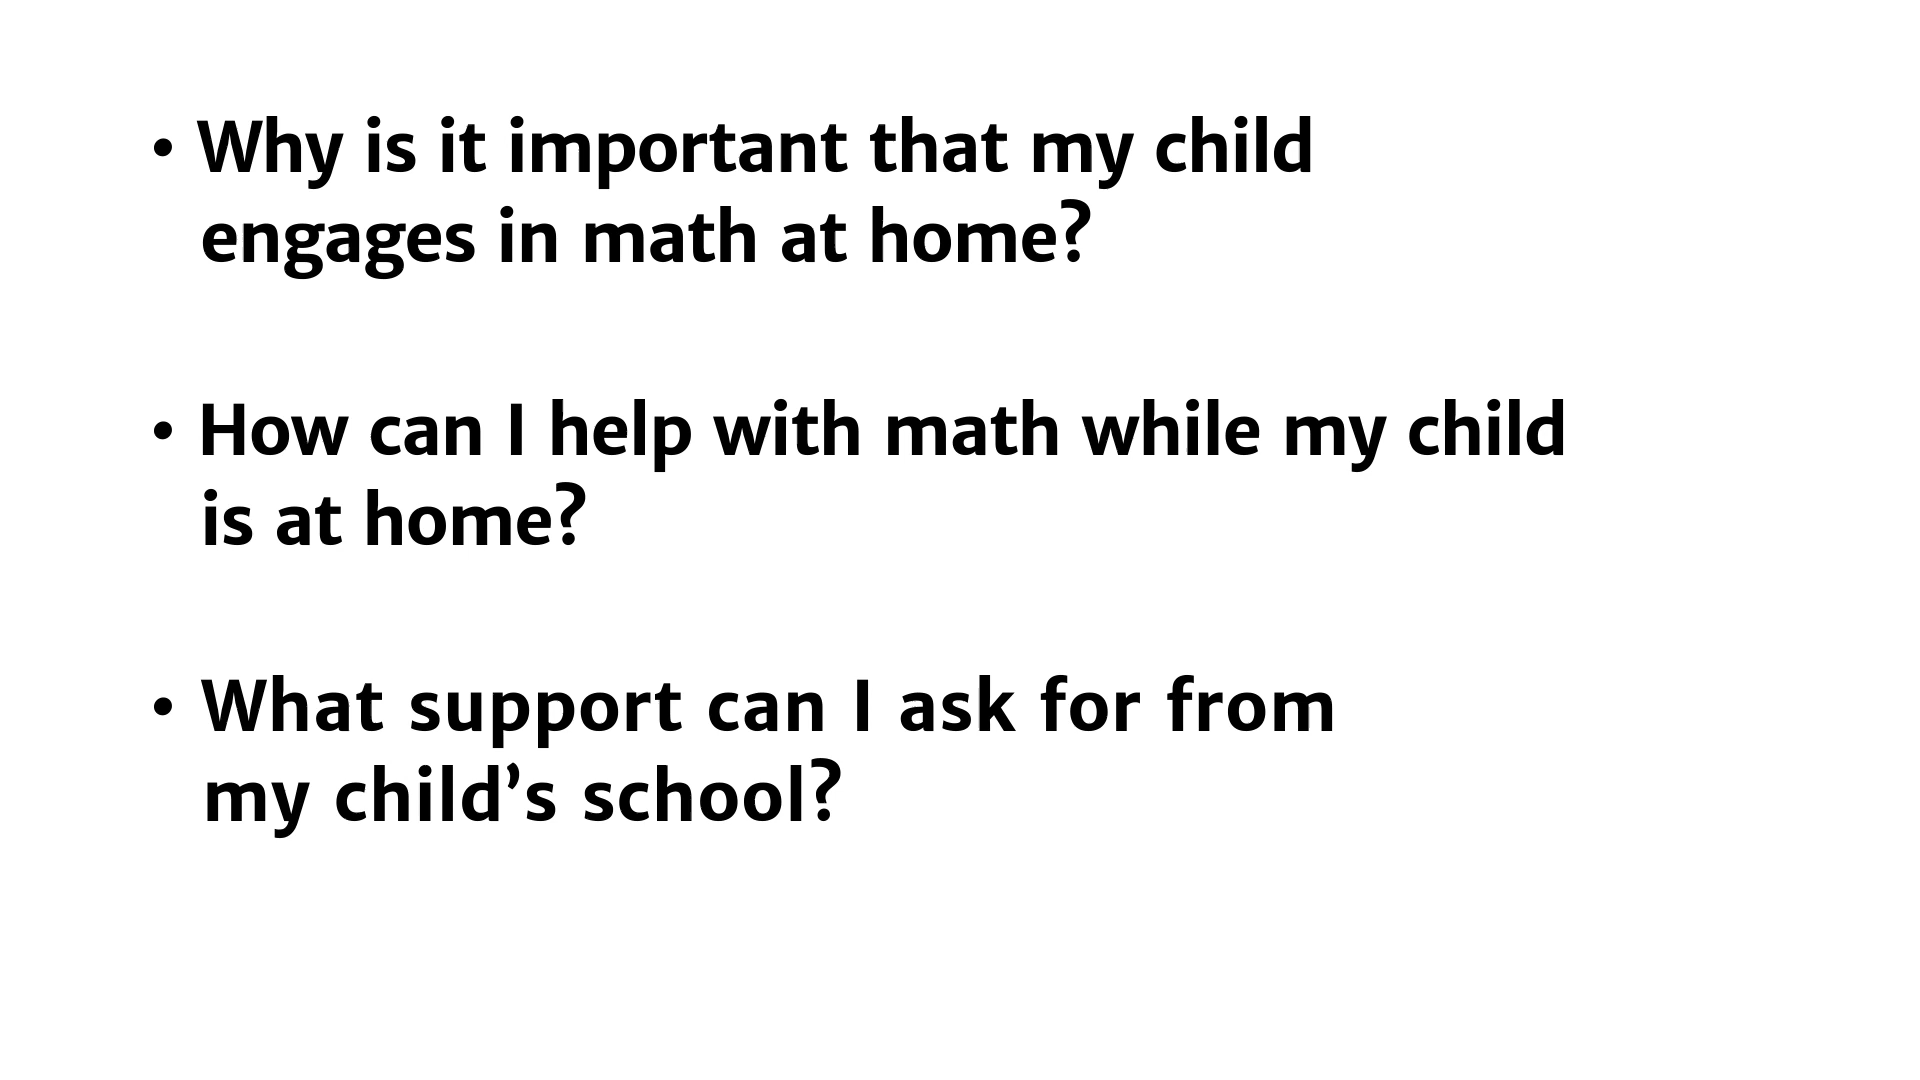 • Why is it important that my child
engages in math at home?
• How can I help with math while my child
is at home?
• What support can I ask for from
my child’s school?